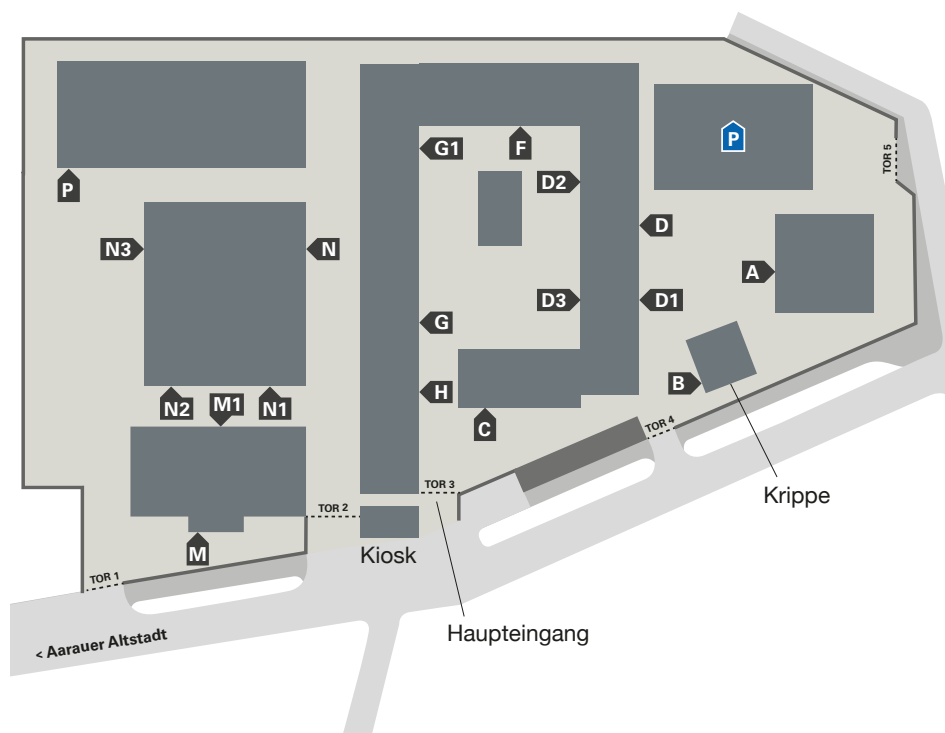 P
G1
F
TOR 5
P
D2
N3
N
D
A
D3
D1
G
B
H
N2
M1
N1
C
TOR 4
TOR 3
Krippe
TOR 2
M
Kiosk
TOR 1
Haupteingang
< Aarauer Altstadt